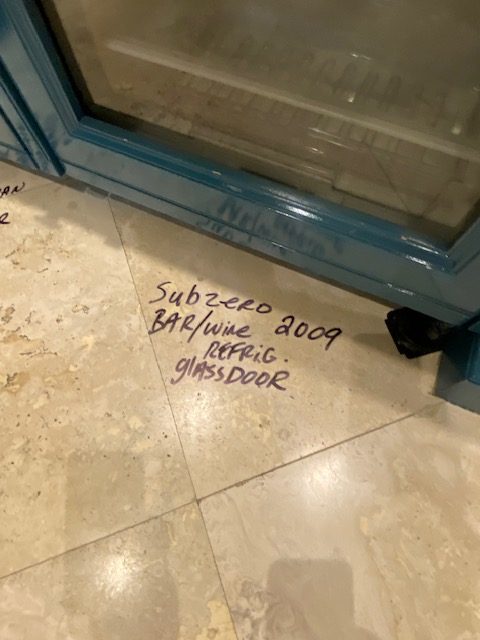 Subzero
BAR/wine 2009
REFRIG.
glASSDOOR